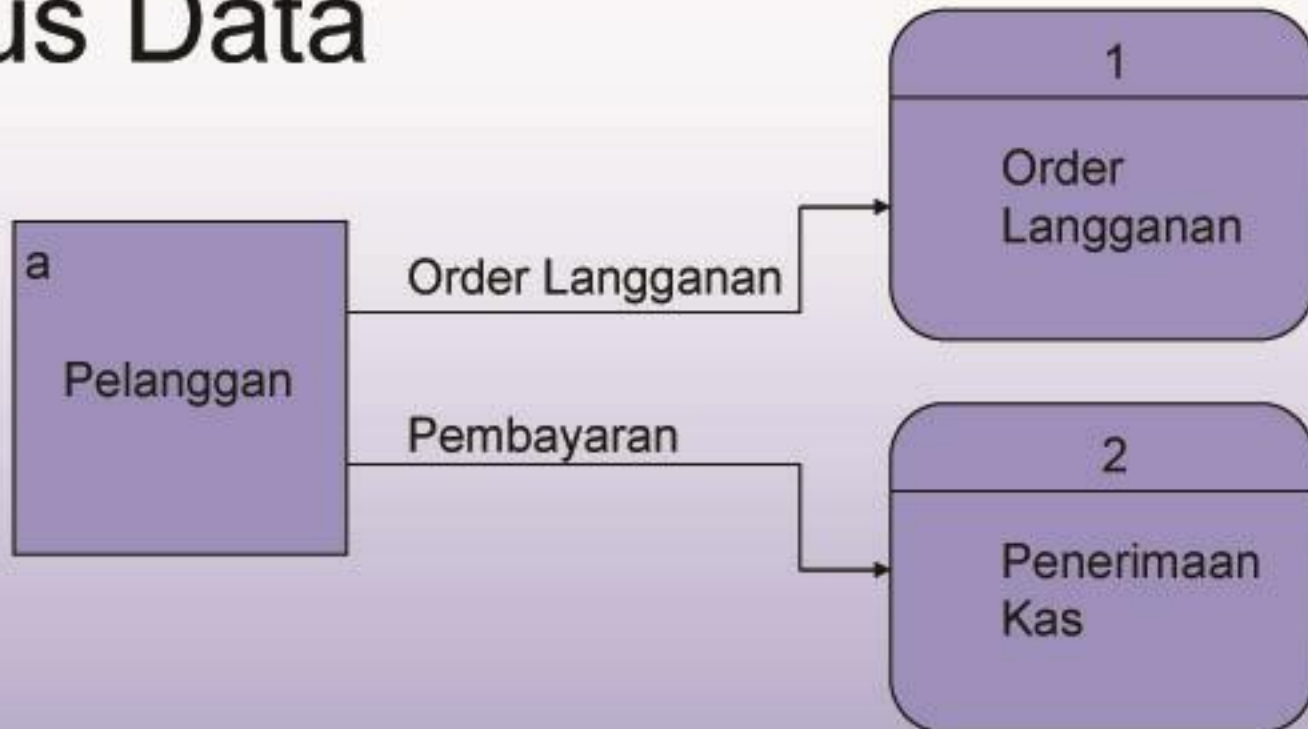 us Data
1
Order
Langganan
a
Pelanggan
Order Langganan
Pembayaran
2
Penerimaan
Kas